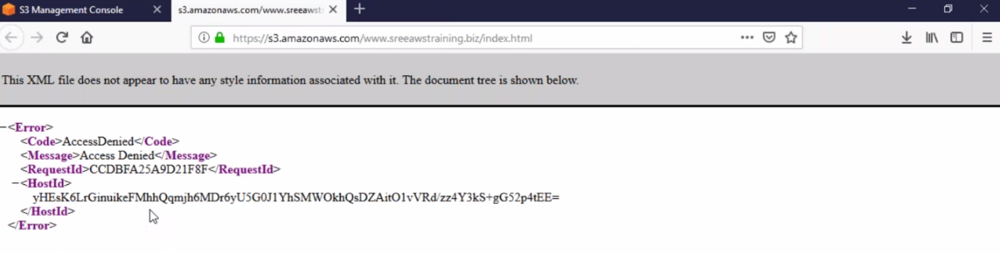 S3 Management Console
s3.amazonaws.com/www.sreeawst
https://s3.amazonaws.com/www.sreeawstraining.biz/index.html
This XML file does not appear to have any style information associated with it. The document tree is shown below.
−<Error>
<Code>AccessDenied</Code>
<Message>Access Denied</Message>
<RequestId>CCDBFA25A9D21F8F</RequestId>
−<HostId>
yHEsK6LrGinuikeFMhhQqmjh6MDr6yU5G0J1YhSMWOkhQsDZAitO1vVRd/zz4Y3kS+gG52p4tEE=
</HostId>
</Error>